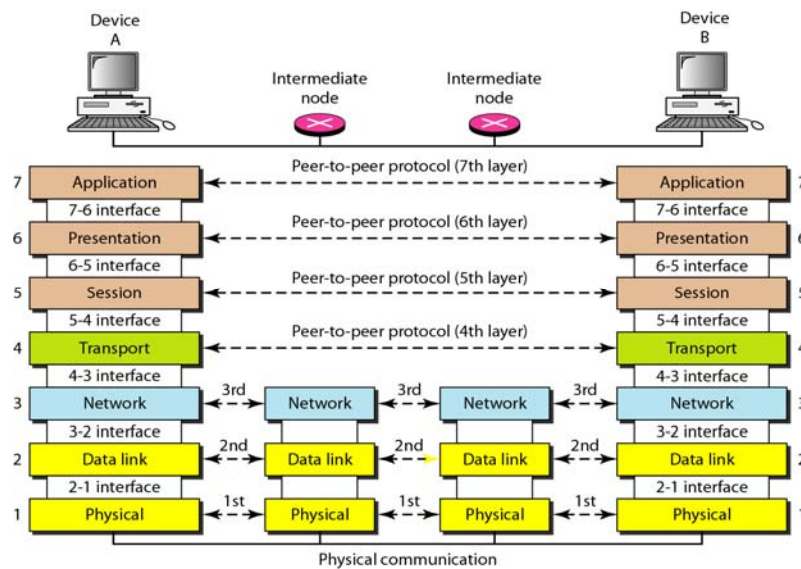 Device
A
Device
B
Intermediate
node
Intermediate
node
Peer-to-peer protocol (7th layer)
7 Application Application 7
7-6 interface 7-6 interface
Peer-to-peer protocol (6th layer)
6 Presentation Presentation 6
6-5 interface 6-5 interface
Peer-to-peer protocol (5th layer)
5 Session Session 5
5-4 interface 5-4 interface
Peer-to-peer protocol (4th layer)
4 Transport Transport 4
4-3 interface 4-3 interface
3rd 3rd 3rd
3 Network Network Network Network 3
3-2 interface 3-2 interface
2nd 2nd 2nd
2 Data link Data link Data link Data link 2
2-1 interface 2-1 interface
1st 1st 1st
1 Physical Physical Physical Physical 1
Physical communication